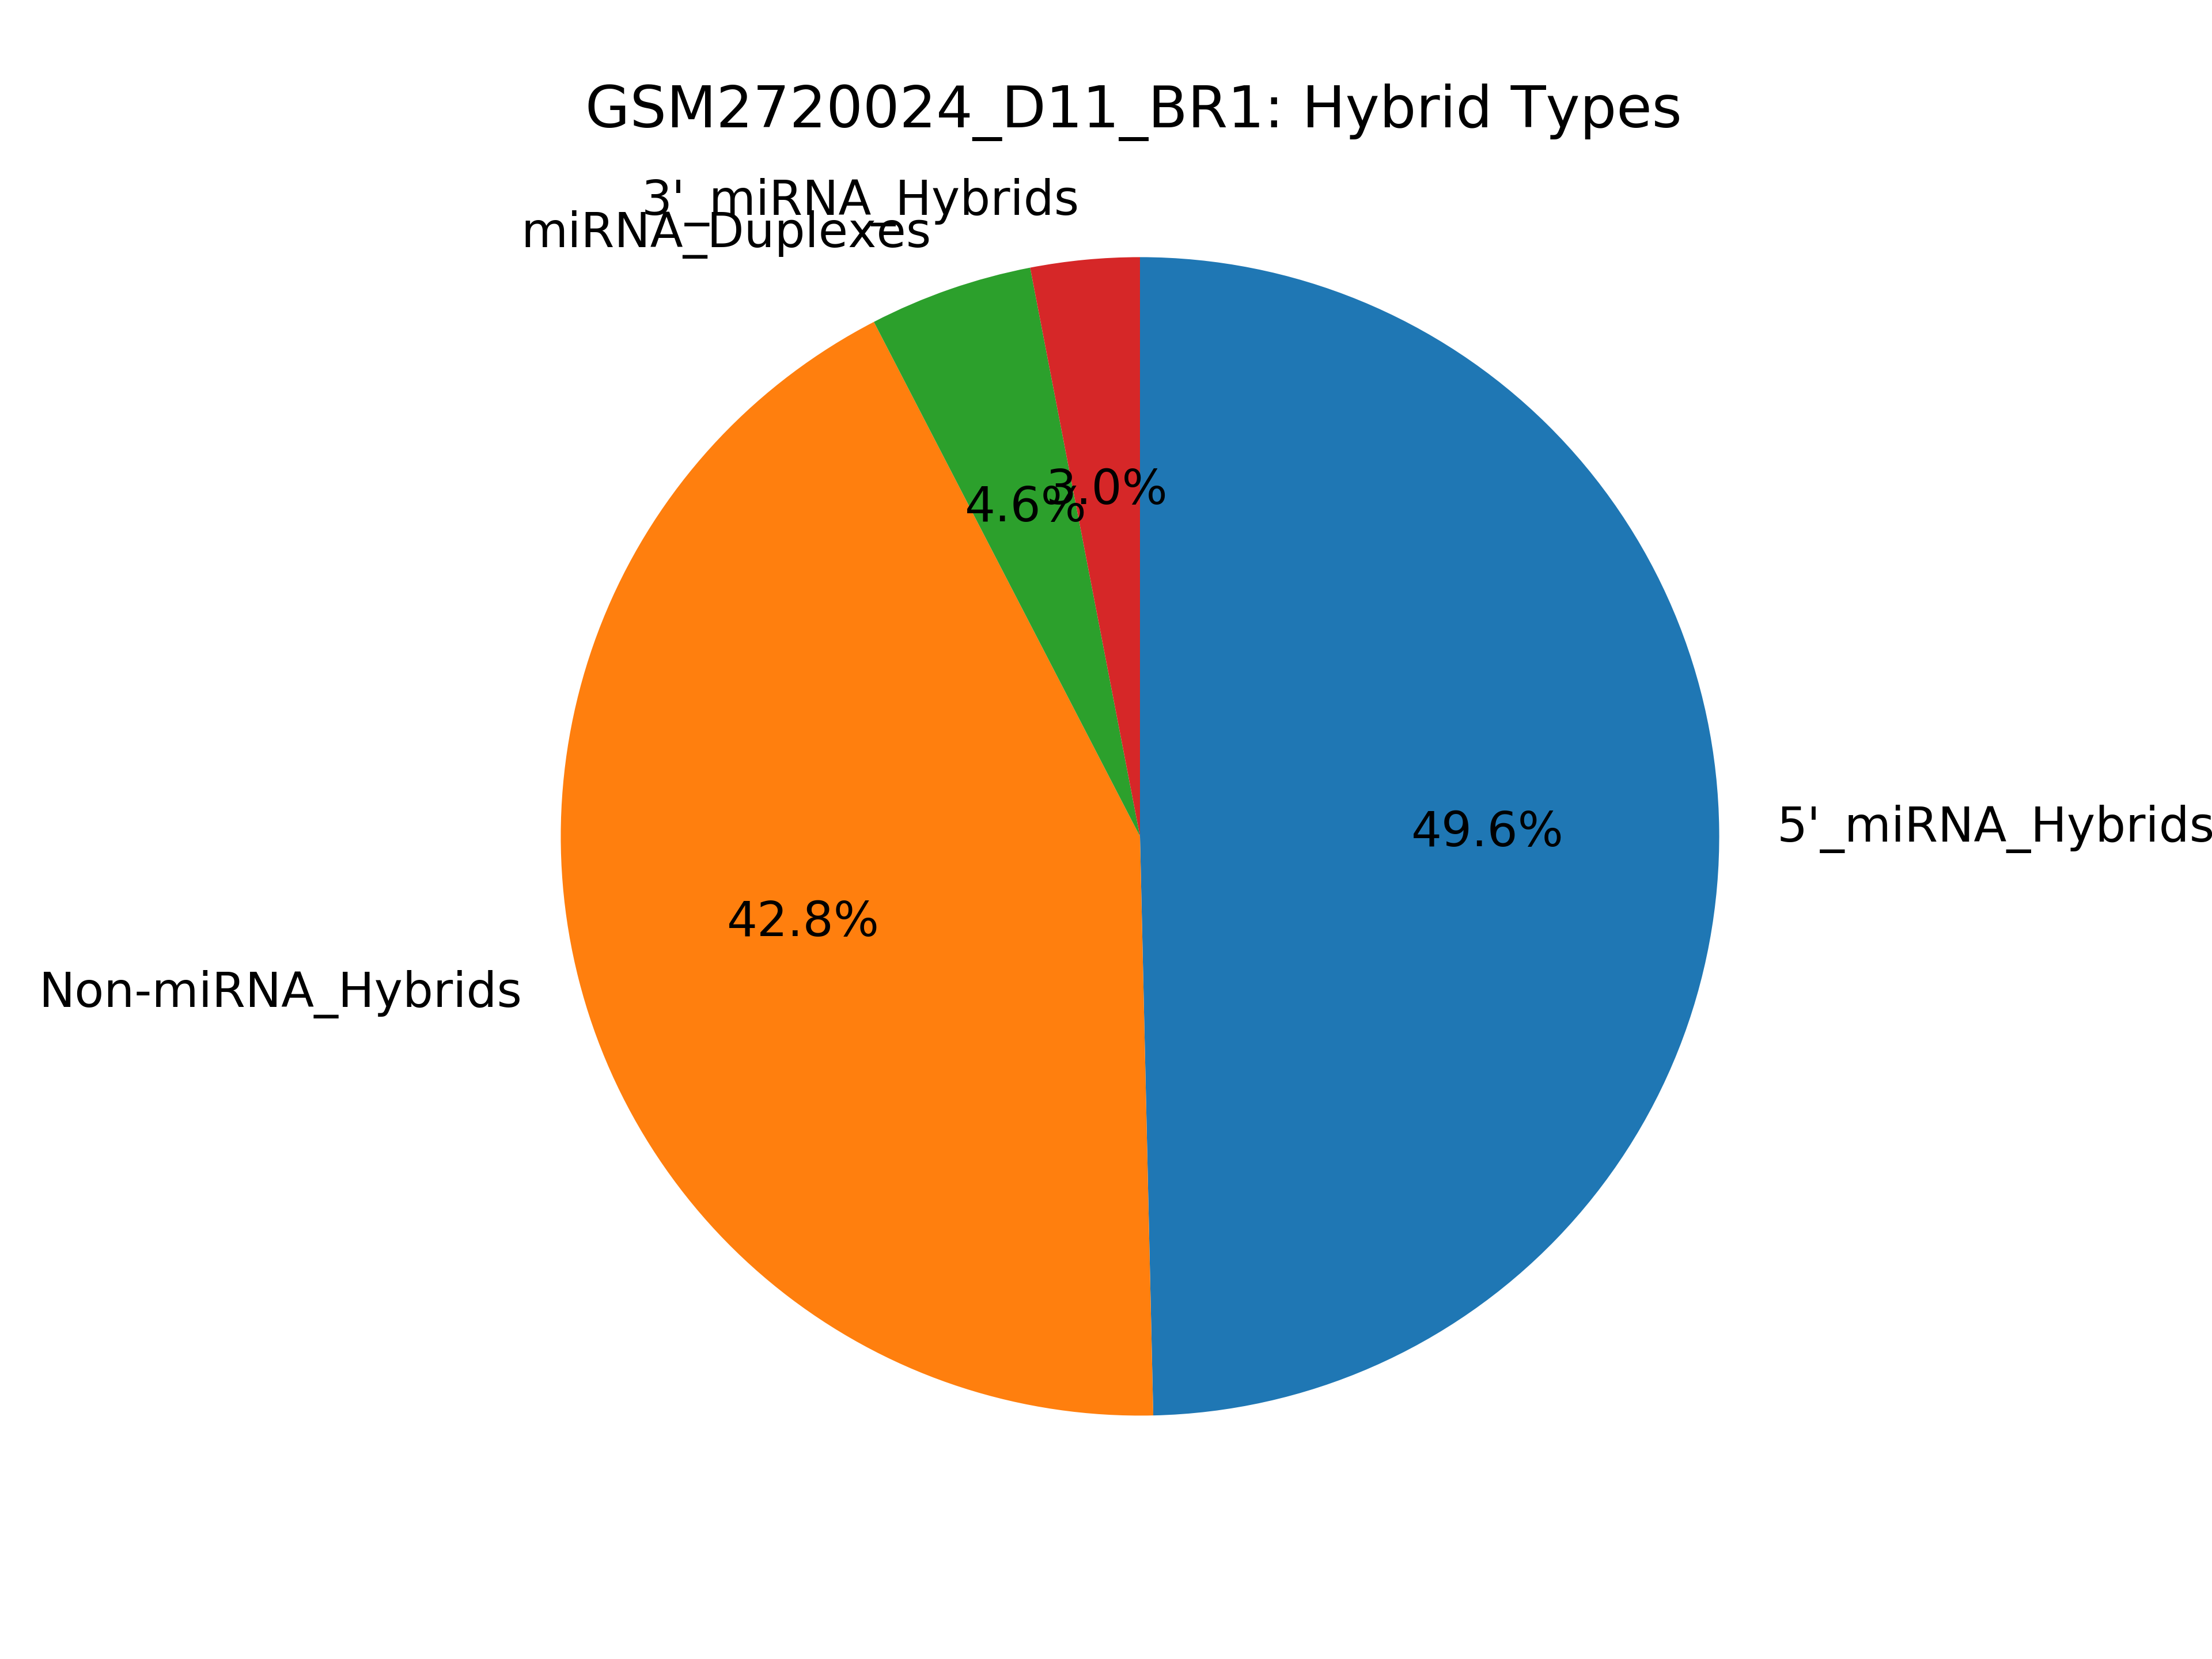 GSM2720024_D11_BR1: Hybrid Types
3'_miRNA_Hybrids
miRNA_Duplexes
3.0%
4.6%
49.6%
5'_miRNA_Hybrids
42.8%
Non-miRNA_Hybrids